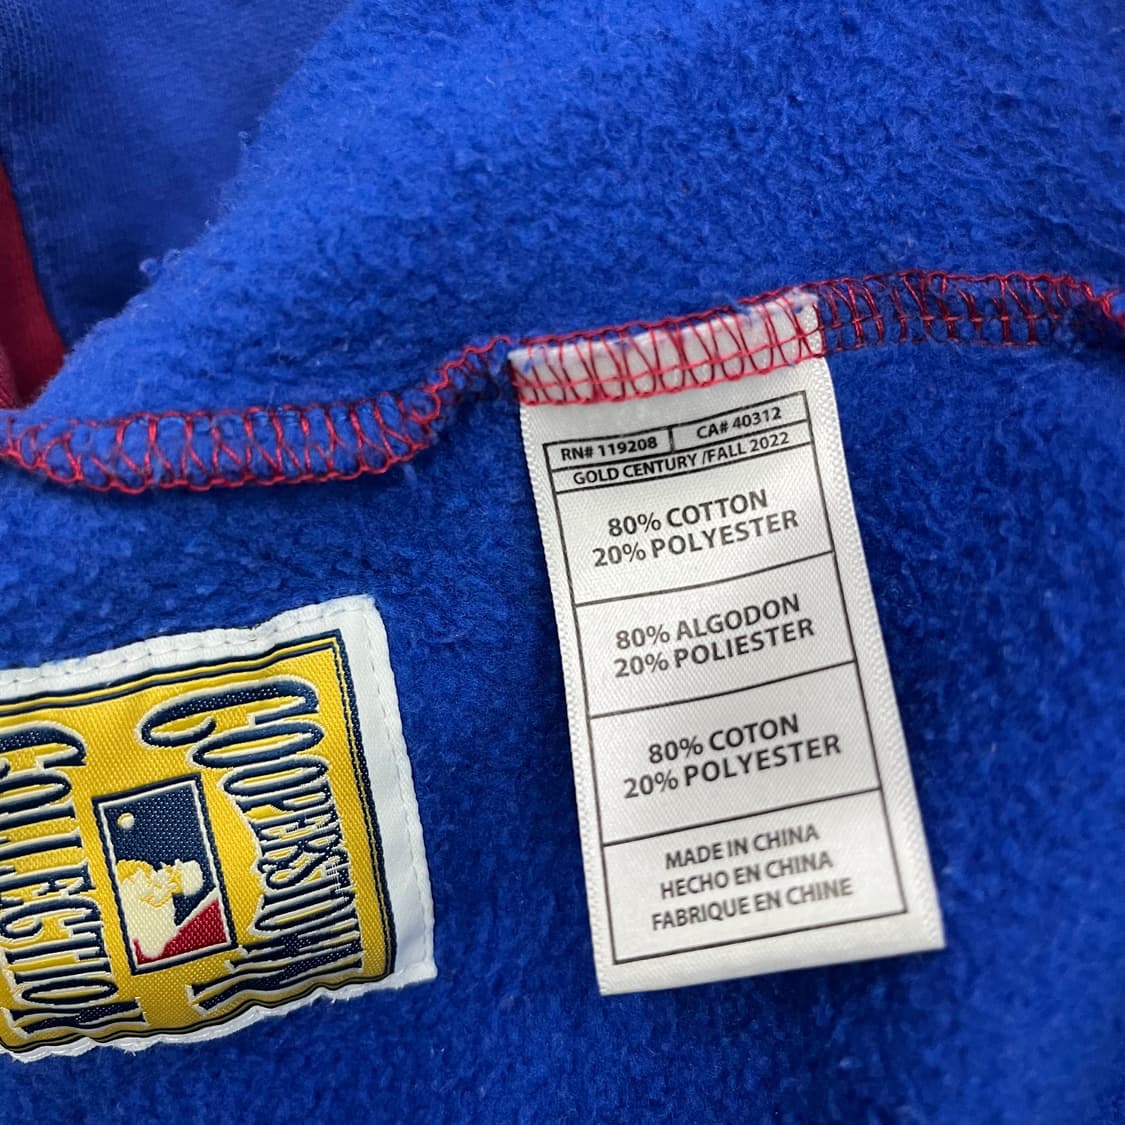 RN# 119208 CA# 40312
GOLD CENTURY /FALL 2022
80% COTTON
20% POLYESTER
80% ALGODON
20% POLIESTER
80% COTON
20% POLYESTER
MADE IN CHINA
HECHO EN CHINA
FABRIQUE EN CHINE
COOPERSTOWN
COLLECTION